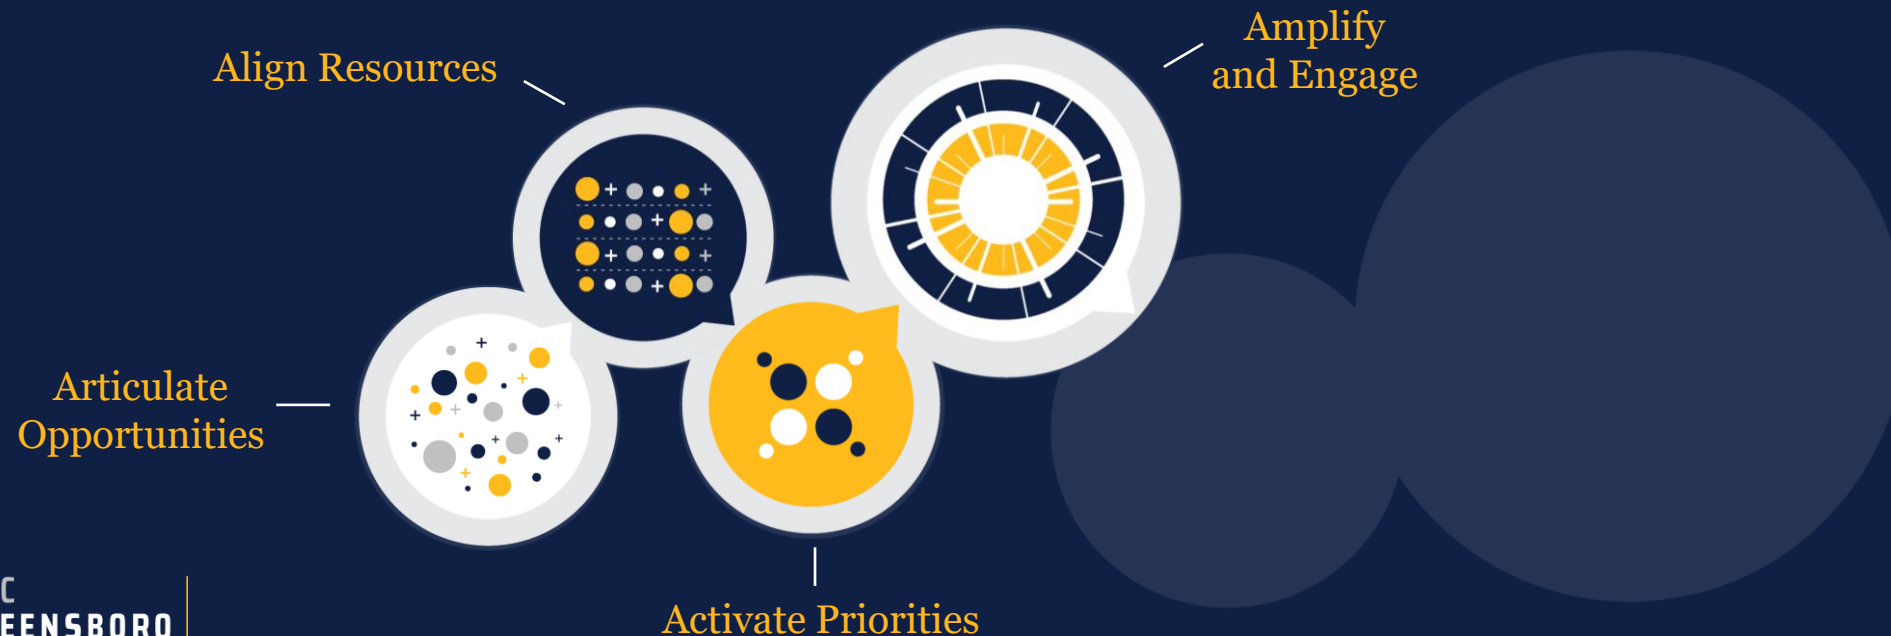 Amplify
and Engage
Align Resources
Articulate
Opportunities
Activate Priorities
C
EENSBORO